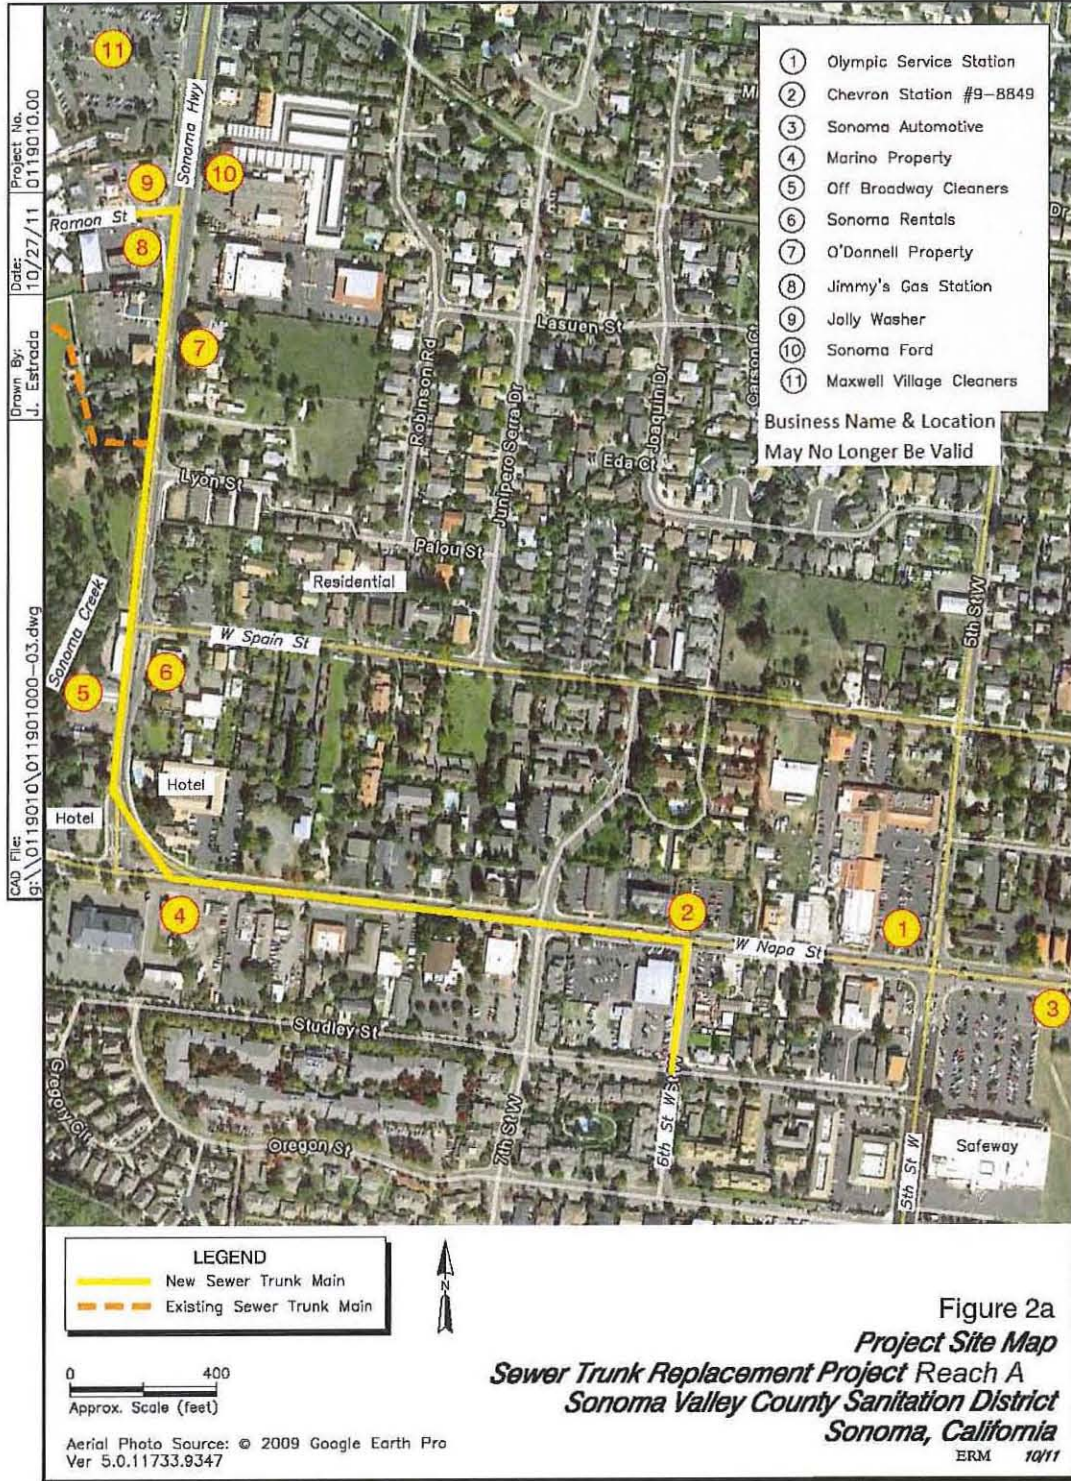 Project No.
0119010.00
Date:
10/27/11
Drawn By:
J. Estrada
CAD File:
g:\\0119010\011901000-03.dwg
1 Olympic Service Station
2 Chevron Station #9-8849
3 Sonoma Automotive
4 Marino Property
5 Off Broadway Cleaners
6 Sonoma Rentals
7 O'Donnell Property
8 Jimmy's Gas Station
9 Jolly Washer
10 Sonoma Ford
11 Maxwell Village Cleaners
Business Name & Location
May No Longer Be Valid
11
Sonoma Hwy
9
10
Ramon St
8
7
Lasuen St
Robinson Rd
Junipero Serra Dr
Joaquin Dr
Carson Ct
Dr
Eda Ct
Lyon St
Palou St
Residential
5th St W
Sonoma Creek
W Spain St
6
5
Hotel
Hotel
4
2
1
W Napa St
3
Studley St
Gregory Cir
Oregon St
7th St W
6th St W
5th St W
Safeway
LEGEND
New Sewer Trunk Main
Existing Sewer Trunk Main
N
0 400
Approx. Scale (feet)
Aerial Photo Source: © 2009 Google Earth Pro
Ver 5.0.11733.9347
Figure 2a
Project Site Map
Sewer Trunk Replacement Project Reach A
Sonoma Valley County Sanitation District
Sonoma, California
ERM 10/11